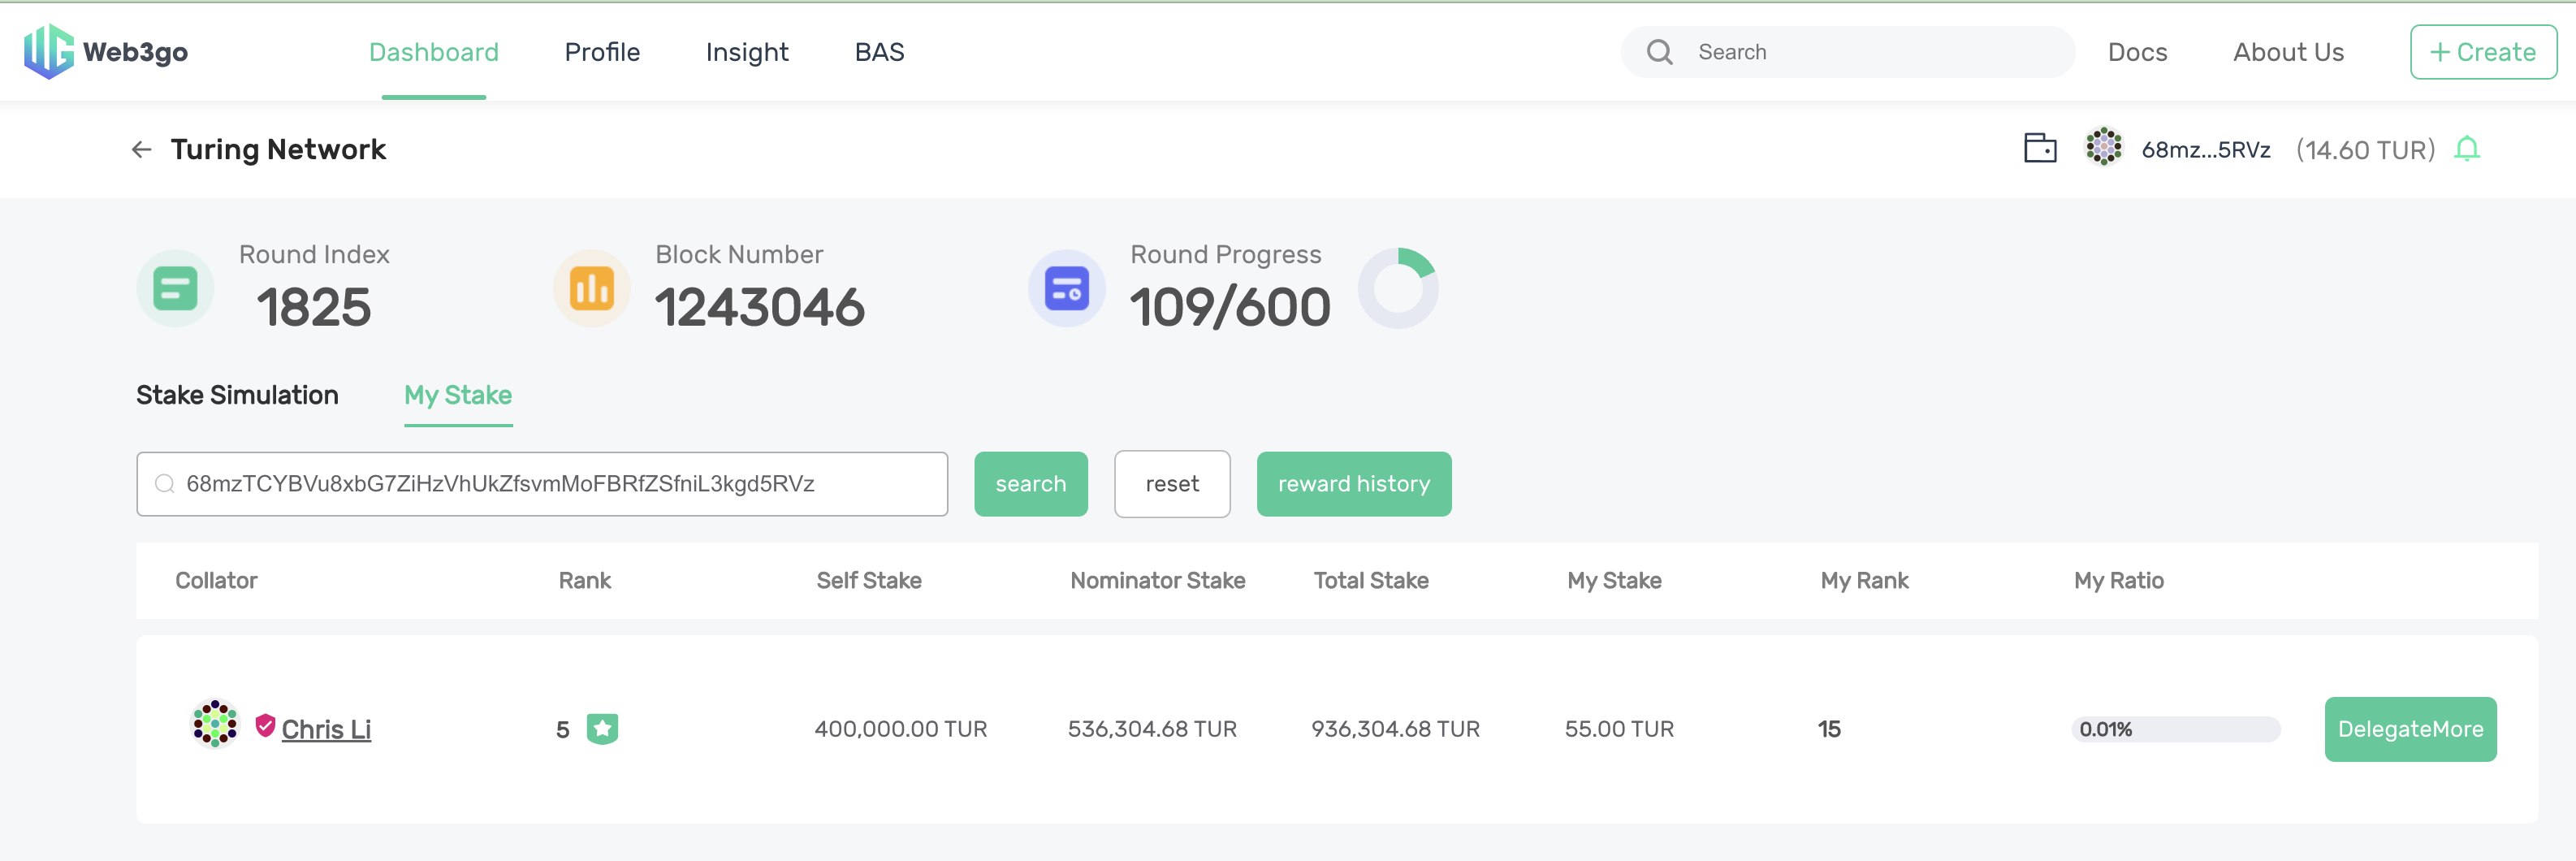 Web3go Dashboard Profile Insight BAS Search Docs About Us + Create
← Turing Network 68mz...5RVz (14.60 TUR)
Round Index Block Number Round Progress
1825 1243046 109/600
Stake Simulation My Stake
68mzTCYBVu8xbG7ZiHzVhUkZfsvmMoFBRfZSfniL3kgd5RVz search reset reward history
Collator Rank Self Stake Nominator Stake Total Stake My Stake My Rank My Ratio
Chris Li 5 400,000.00 TUR 536,304.68 TUR 936,304.68 TUR 55.00 TUR 15 0.01% DelegateMore